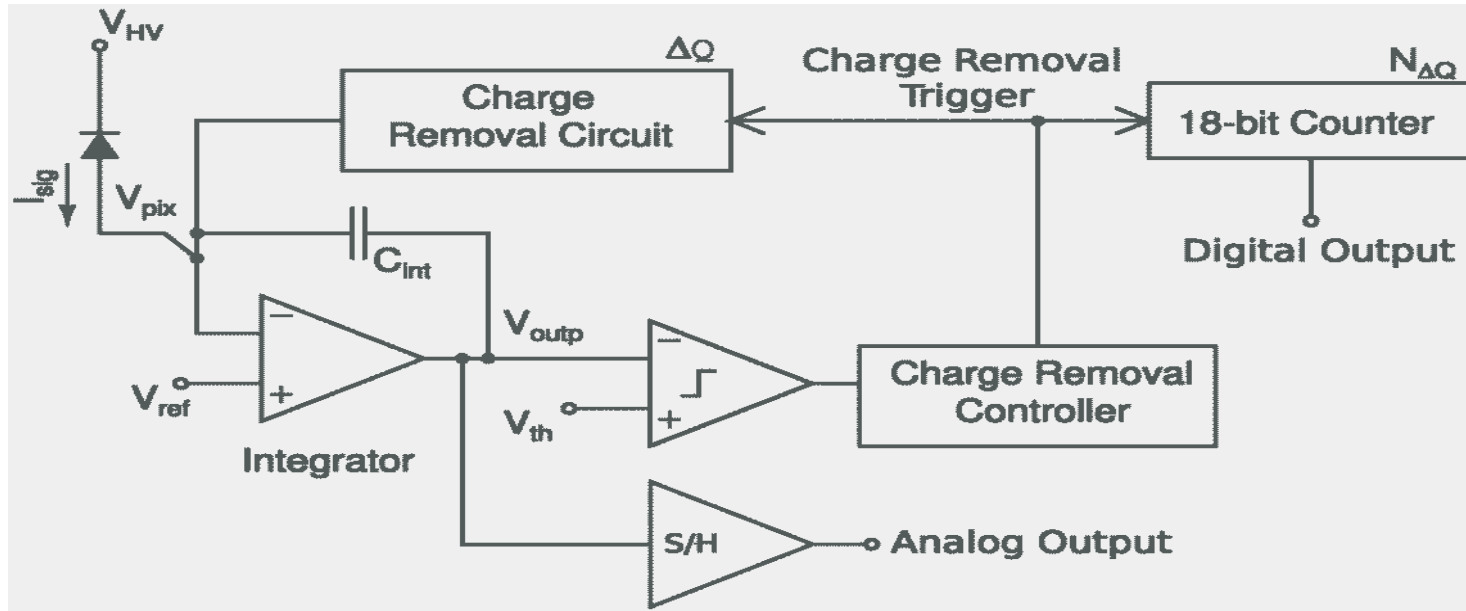 V_HV
ΔQ
Charge
Removal Circuit
Charge Removal
Trigger
N_ΔQ
18-bit Counter
Digital Output
I_sig
V_pix
C_int
−
+
V_ref
Integrator
V_outp
−
+
V_th
Charge Removal
Controller
S/H
Analog Output